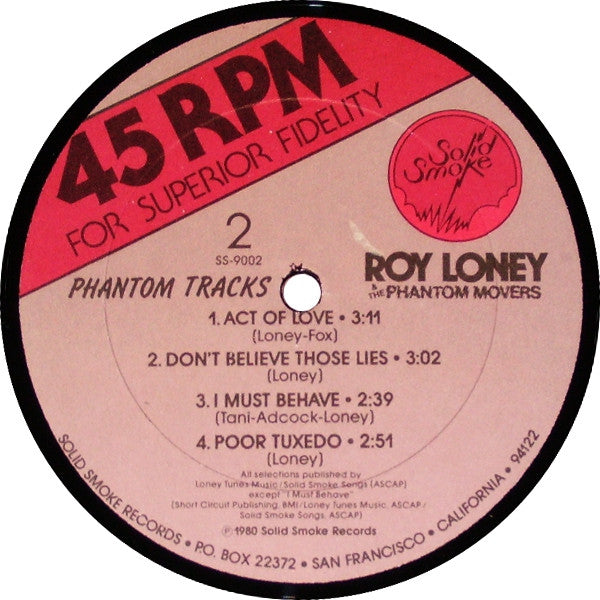 45 RPM
FOR SUPERIOR FIDELITY
Solid
Smoke
2
SS-9002
PHANTOM TRACKS
ROY LONEY
& THE PHANTOM MOVERS
1. ACT OF LOVE • 3:11
(Loney-Fox)
2. DON'T BELIEVE THOSE LIES • 3:02
(Loney)
3. I MUST BEHAVE • 2:39
(Tani-Adcock-Loney)
4. POOR TUXEDO • 2:51
(Loney)
All selections published by
Loney Tunes Music/Solid Smoke Songs (ASCAP)
except "I Must Behave"
(Short Circuit Publishing, BMI/Loney Tunes Music, ASCAP/
Solid Smoke Songs, ASCAP)
℗1980 Solid Smoke Records
SOLID SMOKE RECORDS • P.O. BOX 22372 • SAN FRANCISCO • CALIFORNIA • 94122